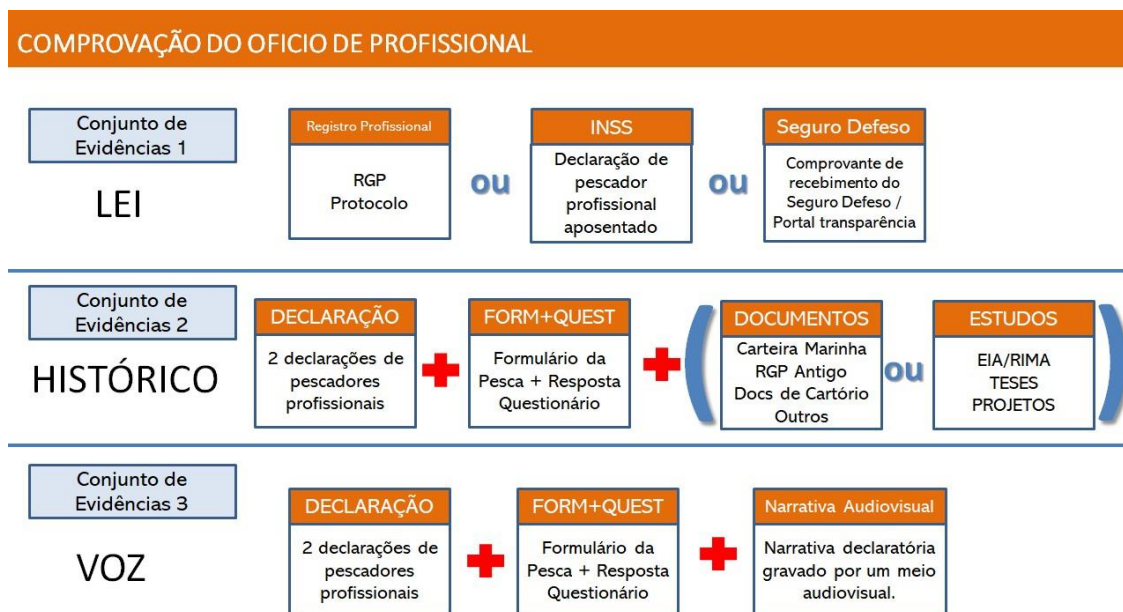 COMPROVAÇÃO DO OFICIO DE PROFISSIONAL
Conjunto de
Evidências 1
LEI
Registro Profissional
RGP
Protocolo
ou
INSS
Declaração de
pescador
profissional
aposentado
ou
Seguro Defeso
Comprovante de
recebimento do
Seguro Defeso /
Portal transparência
Conjunto de
Evidências 2
HISTÓRICO
DECLARAÇÃO
2 declarações de
pescadores
profissionais
FORM+QUEST
Formulário da
Pesca + Resposta
Questionário
DOCUMENTOS
Carteira Marinha
RGP Antigo
Docs de Cartório
Outros
ou
ESTUDOS
EIA/RIMA
TESES
PROJETOS
Conjunto de
Evidências 3
VOZ
DECLARAÇÃO
2 declarações de
pescadores
profissionais
FORM+QUEST
Formulário da
Pesca + Resposta
Questionário
Narrativa Audiovisual
Narrativa declaratória
gravado por um meio
audiovisual.